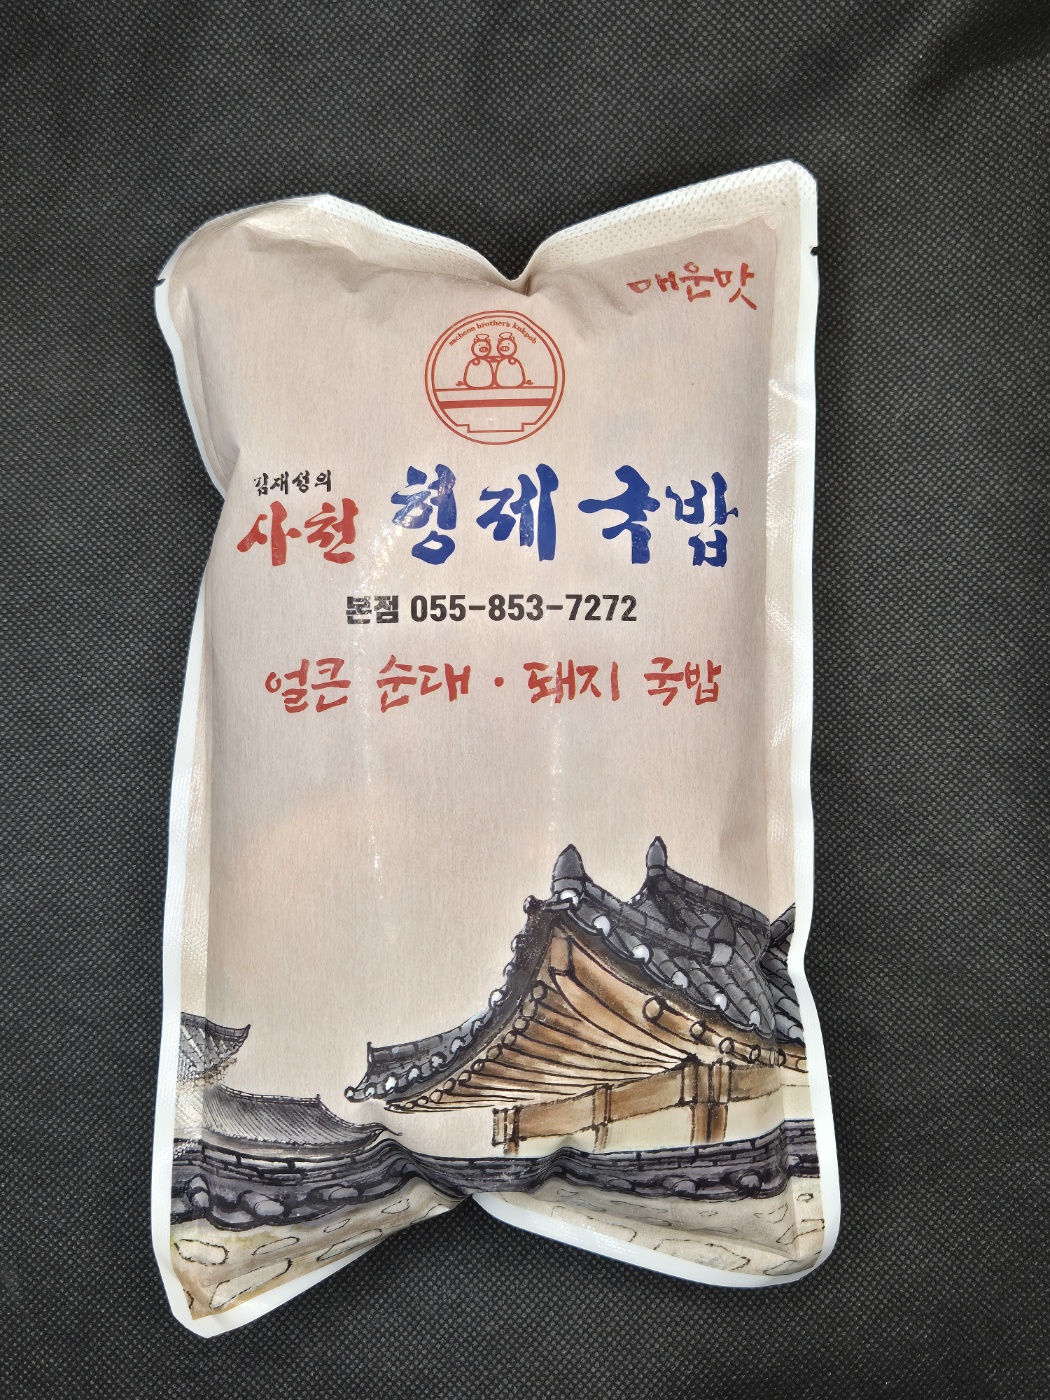 매운맛
sacheon brother's kukpab
김재성의
사천 형제국밥
본점 055-853-7272
얼큰 순대 · 돼지 국밥